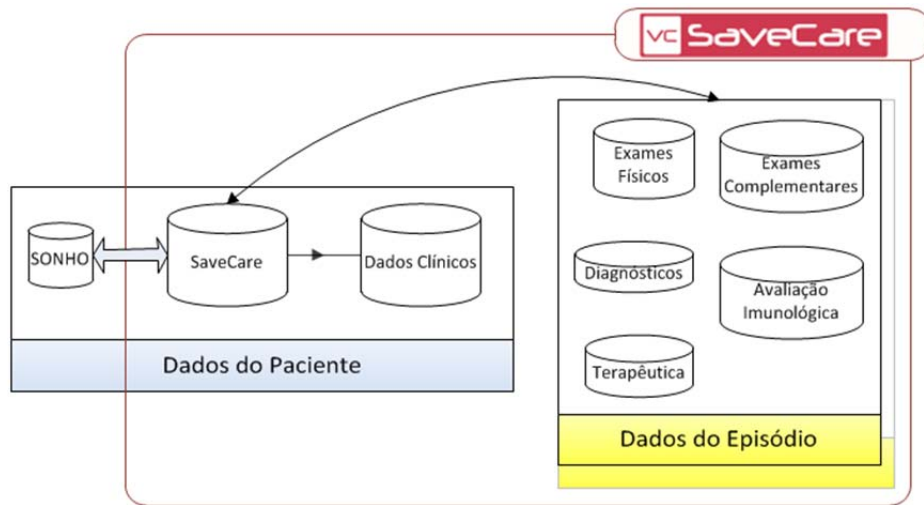 VC SaveCare
SONHO
SaveCare
Dados Clínicos
Dados do Paciente
Exames
Físicos
Exames
Complementares
Diagnósticos
Avaliação
Imunológica
Terapêutica
Dados do Episódio